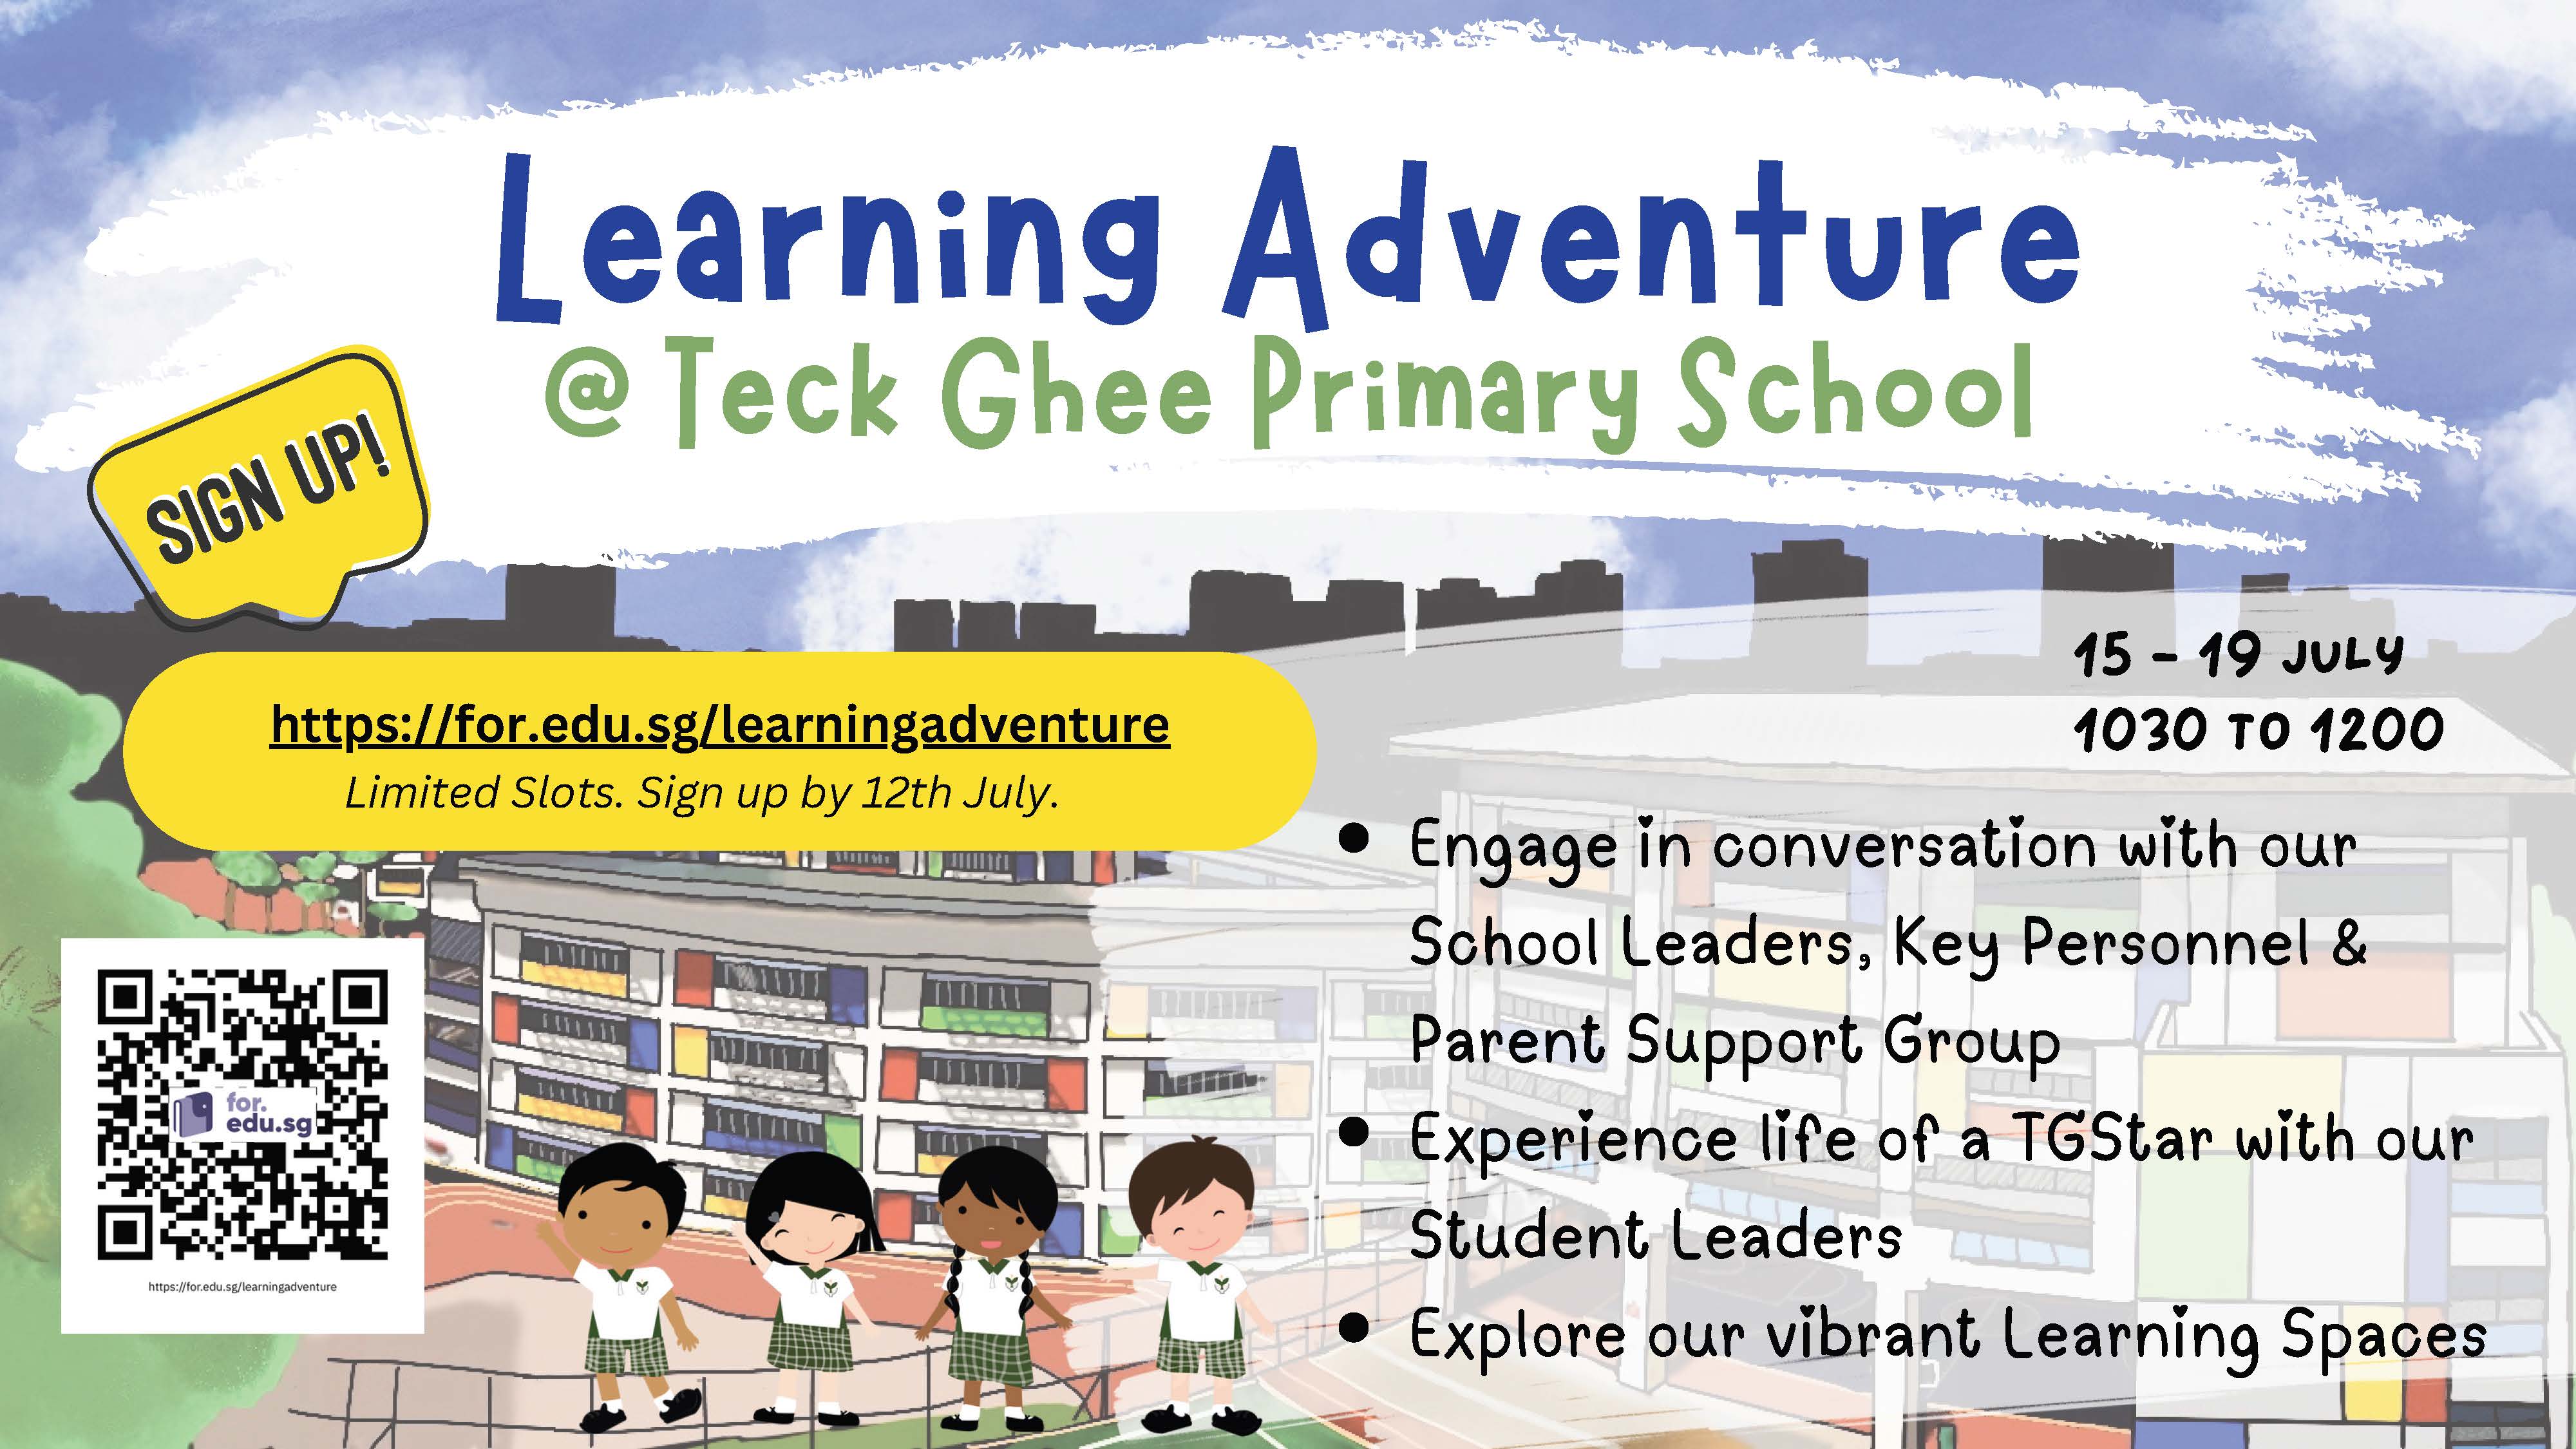 Learning Adventure
@ Teck Ghee Primary School
SIGN UP!
https://for.edu.sg/learningadventure
Limited Slots. Sign up by 12th July.
for.
edu.sg
https://for.edu.sg/learningadventure
15 - 19 JULY
1030 TO 1200
• Engage in conversation with our
School Leaders, Key Personnel &
Parent Support Group
• Experience life of a TGStar with our
Student Leaders
• Explore our vibrant Learning Spaces